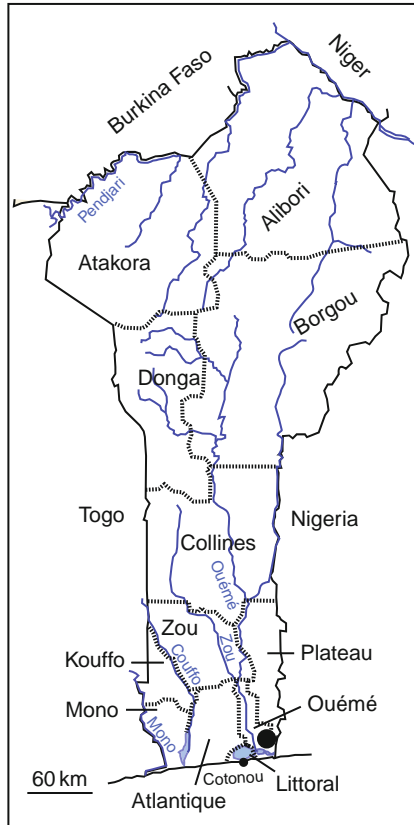 Burkina Faso
Niger
Pendjari
Alibori
Atakora
Borgou
Donga
Togo
Nigeria
Collines
Ouémé
Zou
Zou
Kouffo
Couffo
Plateau
Mono
Mono
Ouémé
60 km
Cotonou
Littoral
Atlantique